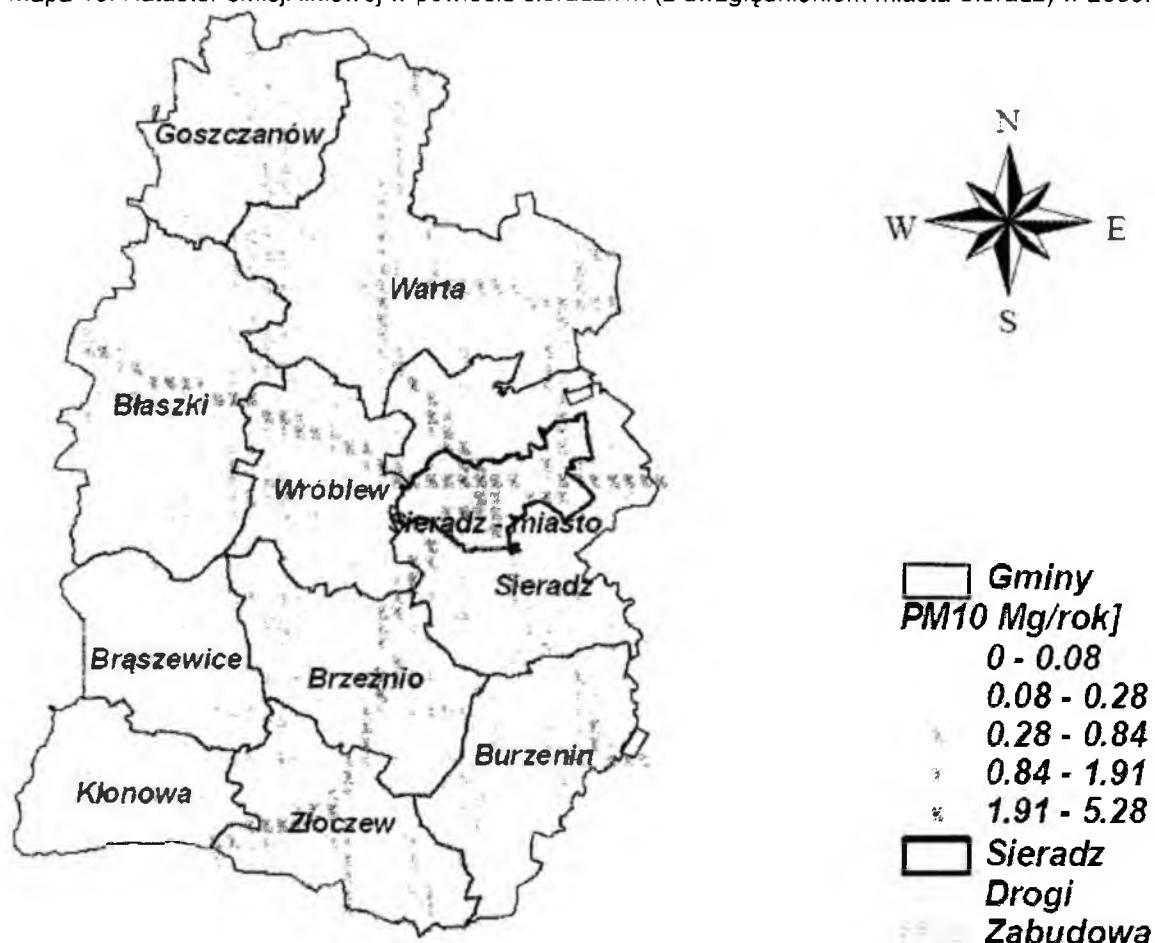 N
W E
S
Goszczanów
Warta
Błaszki
Wróblew
Sieradz miasto
Sieradz
Brąszewice
Brzeźnio
Burzenin
Klonowa
Złoczew
Gminy
PM10 Mg/rok]
0 - 0.08
0.08 - 0.28
0.28 - 0.84
0.84 - 1.91
1.91 - 5.28
Sieradz
Drogi
Zabudowa